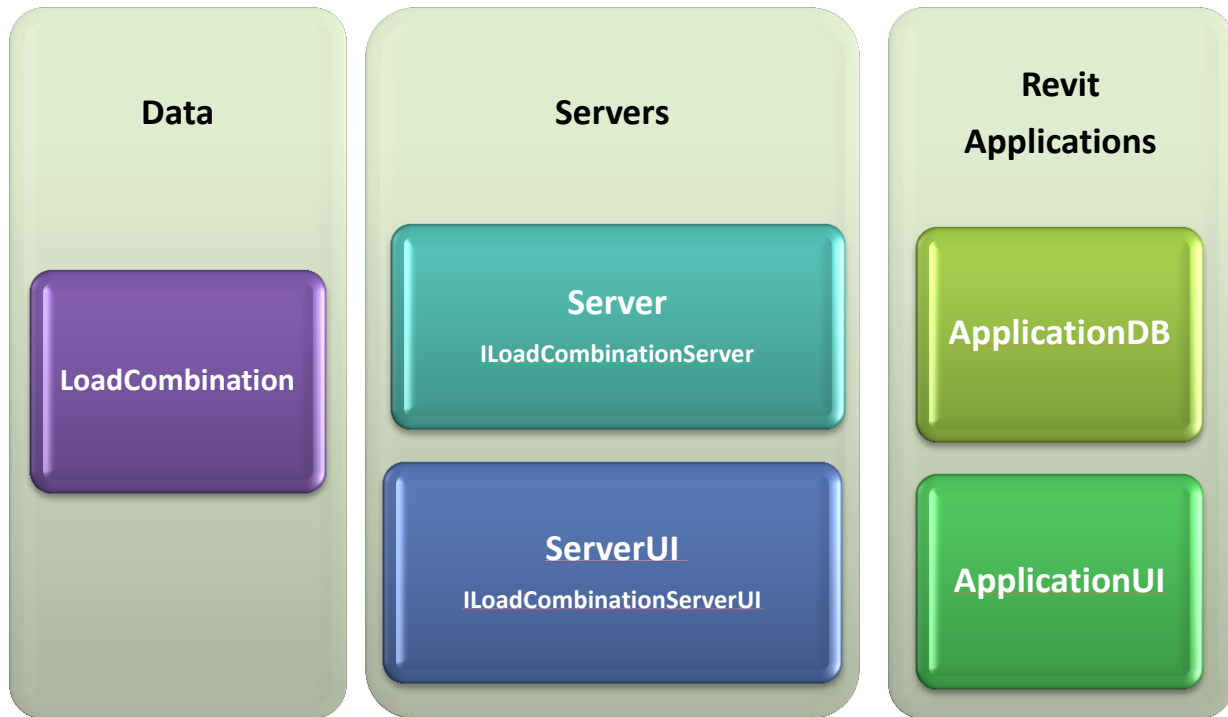 Data
LoadCombination
Servers
Server
ILoadCombinationServer
ServerUI
ILoadCombinationServerUI
Revit
Applications
ApplicationDB
ApplicationUI